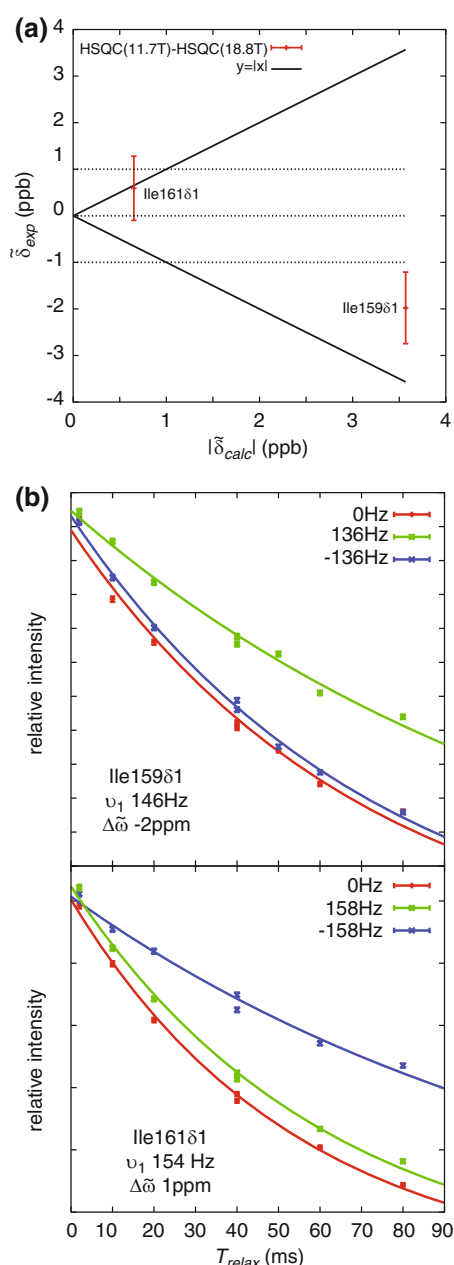 (a)
4
HSQC(11.7T)-HSQC(18.8T)
y=|x|
3
2
1
Ile161δ1
0
δ̃exp (ppb)
-1
Ile159δ1
-2
-3
-4
0 1 2 3 4
|δ̃calc| (ppb)
(b)
0Hz
136Hz
-136Hz
relative intensity
Ile159δ1
υ1 146Hz
Δω̃ -2ppm
0Hz
158Hz
-158Hz
relative intensity
Ile161δ1
υ1 154 Hz
Δω̃ 1ppm
0 10 20 30 40 50 60 70 80 90
Trelax (ms)